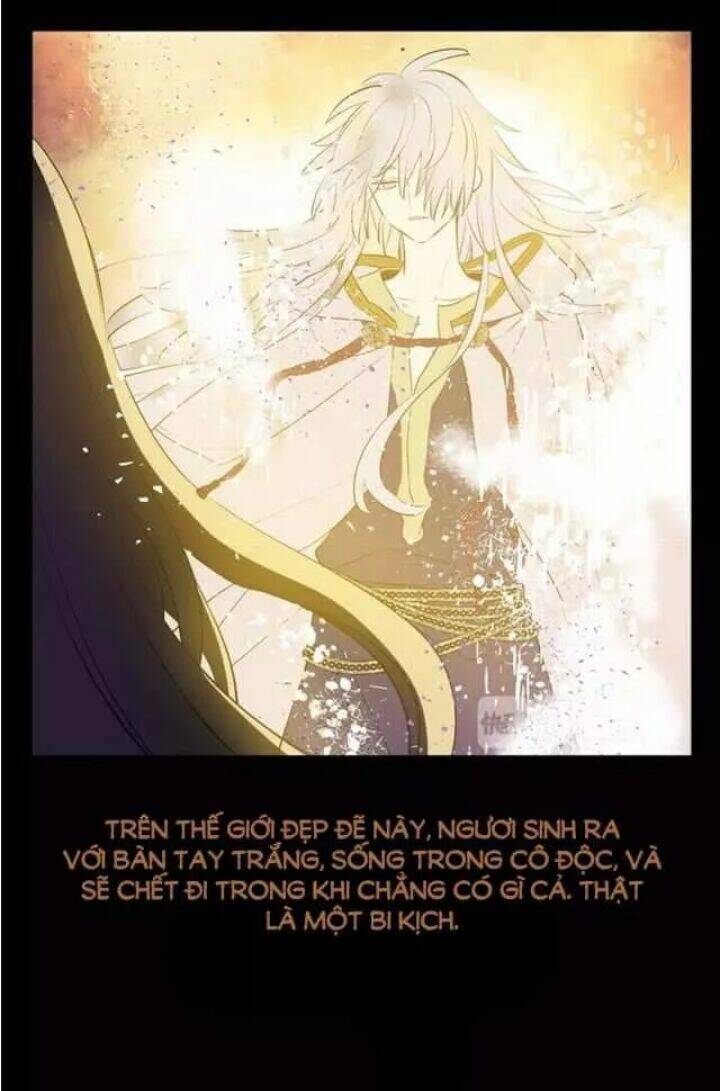 TRÊN THẾ GIỚI ĐẸP ĐẼ NÀY, NGƯƠI SINH RA
VỚI BÀN TAY TRẮNG, SỐNG TRONG CÔ ĐỘC, VÀ
SẼ CHẾT ĐI TRONG KHI CHẲNG CÓ GÌ CẢ. THẬT
LÀ MỘT BI KỊCH.